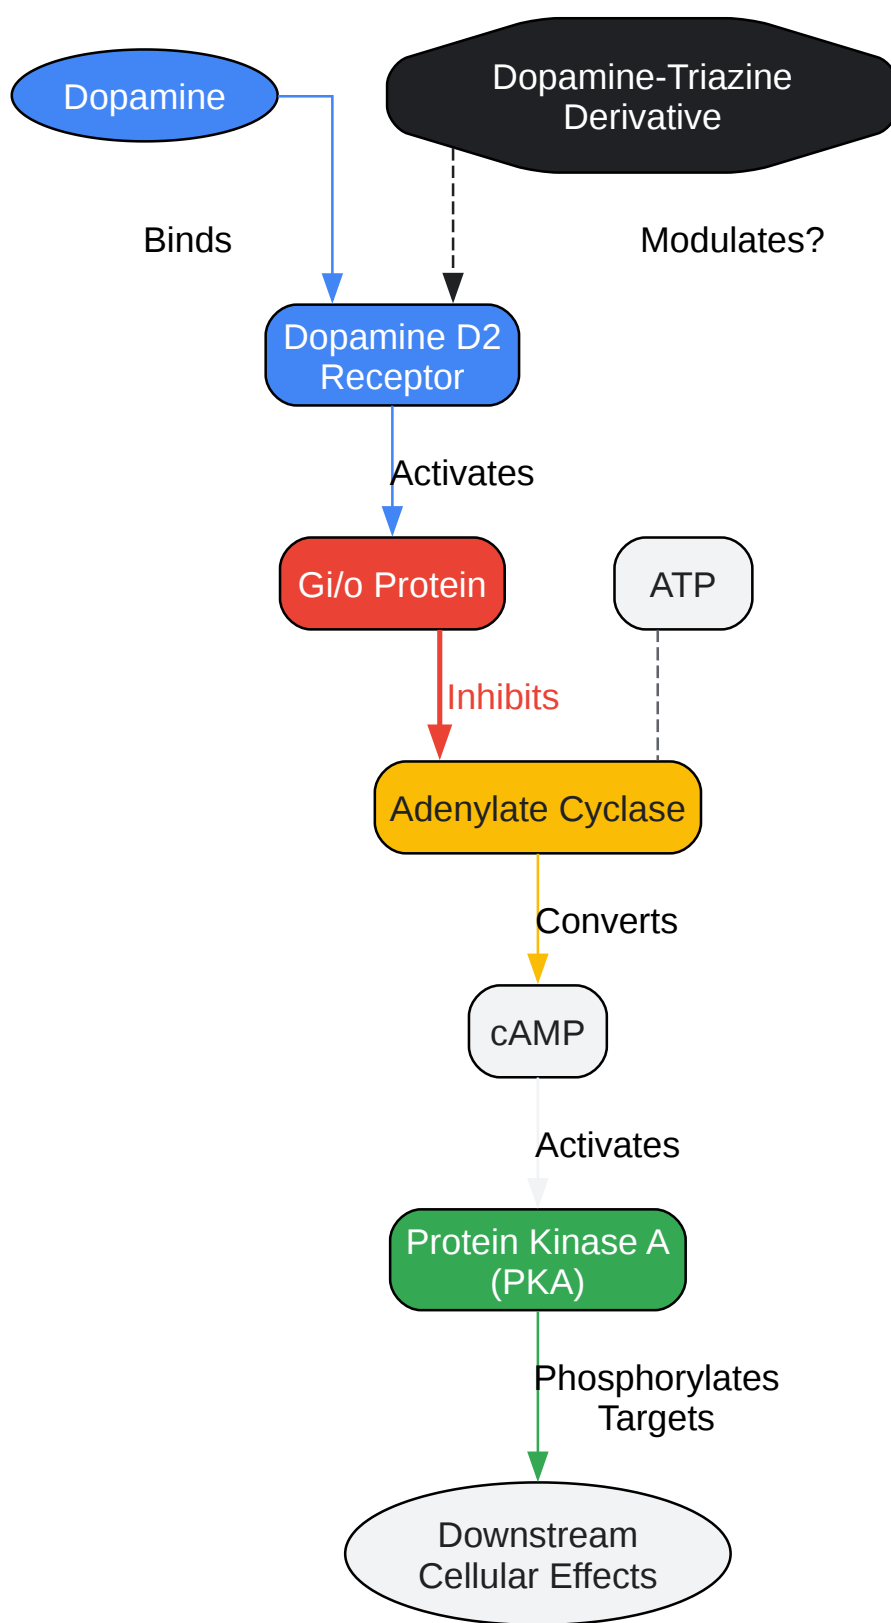 Dopamine
Dopamine-Triazine
Derivative
Binds
Modulates?
Dopamine D2
Receptor
Activates
Gi/o Protein
ATP
Inhibits
Adenylate Cyclase
Converts
cAMP
Activates
Protein Kinase A
(PKA)
Phosphorylates
Targets
Downstream
Cellular Effects